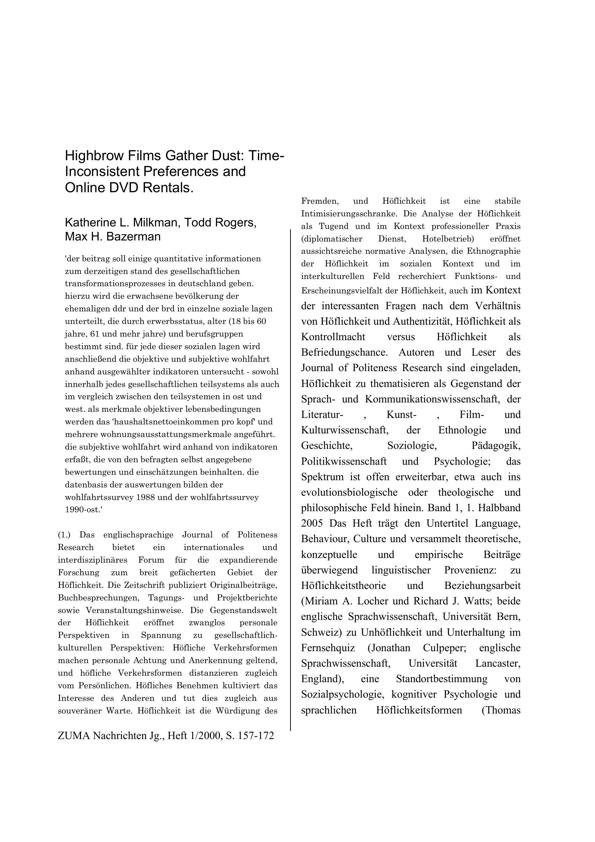 Highbrow Films Gather Dust: Time-
Inconsistent Preferences and
Online DVD Rentals.
Katherine L. Milkman, Todd Rogers,
Max H. Bazerman
'der beitrag soll einige quantitative informationen
zum derzeitigen stand des gesellschaftlichen
transformationsprozesses in deutschland geben.
hierzu wird die erwachsene bevölkerung der
ehemaligen ddr und der brd in einzelne soziale lagen
unterteilt, die durch erwerbsstatus, alter (18 bis 60
jahre, 61 und mehr jahre) und berufsgruppen
bestimmt sind. für jede dieser sozialen lagen wird
anschließend die objektive und subjektive wohlfahrt
anhand ausgewählter indikatoren untersucht - sowohl
innerhalb jedes gesellschaftlichen teilsystems als auch
im vergleich zwischen den teilsystemen in ost und
west. als merkmale objektiver lebensbedingungen
werden das 'haushaltsnettoeinkommen pro kopf' und
mehrere wohnungsausstattungsmerkmale angeführt.
die subjektive wohlfahrt wird anhand von indikatoren
erfaßt, die von den befragten selbst angegebene
bewertungen und einschätzungen beinhalten. die
datenbasis der auswertungen bilden der
wohlfahrtssurvey 1988 und der wohlfahrtssurvey
1990-ost.'
(1.) Das englischsprachige Journal of Politeness
Research bietet ein internationales und
interdisziplinäres Forum für die expandierende
Forschung zum breit gefächerten Gebiet der
Höflichkeit. Die Zeitschrift publiziert Originalbeiträge,
Buchbesprechungen, Tagungs- und Projektberichte
sowie Veranstaltungshinweise. Die Gegenstandswelt
der Höflichkeit eröffnet zwanglos personale
Perspektiven in Spannung zu gesellschaftlich-
kulturellen Perspektiven: Höfliche Verkehrsformen
machen personale Achtung und Anerkennung geltend,
und höfliche Verkehrsformen distanzieren zugleich
vom Persönlichen. Höfliches Benehmen kultiviert das
Interesse des Anderen und tut dies zugleich aus
souveräner Warte. Höflichkeit ist die Würdigung des
ZUMA Nachrichten Jg., Heft 1/2000, S. 157-172
Fremden, und Höflichkeit ist eine stabile
Intimisierungsschranke. Die Analyse der Höflichkeit
als Tugend und im Kontext professioneller Praxis
(diplomatischer Dienst, Hotelbetrieb) eröffnet
aussichtsreiche normative Analysen, die Ethnographie
der Höflichkeit im sozialen Kontext und im
interkulturellen Feld recherchiert Funktions- und
Erscheinungsvielfalt der Höflichkeit, auch im Kontext
der interessanten Fragen nach dem Verhältnis
von Höflichkeit und Authentizität, Höflichkeit als
Kontrollmacht versus Höflichkeit als
Befriedungschance. Autoren und Leser des
Journal of Politeness Research sind eingeladen,
Höflichkeit zu thematisieren als Gegenstand der
Sprach- und Kommunikationswissenschaft, der
Literatur- , Kunst- , Film- und
Kulturwissenschaft, der Ethnologie und
Geschichte, Soziologie, Pädagogik,
Politikwissenschaft und Psychologie; das
Spektrum ist offen erweiterbar, etwa auch ins
evolutionsbiologische oder theologische und
philosophische Feld hinein. Band 1, 1. Halbband
2005 Das Heft trägt den Untertitel Language,
Behaviour, Culture und versammelt theoretische,
konzeptuelle und empirische Beiträge
überwiegend linguistischer Provenienz: zu
Höflichkeitstheorie und Beziehungsarbeit
(Miriam A. Locher und Richard J. Watts; beide
englische Sprachwissenschaft, Universität Bern,
Schweiz) zu Unhöflichkeit und Unterhaltung im
Fernsehquiz (Jonathan Culpeper; englische
Sprachwissenschaft, Universität Lancaster,
England), eine Standortbestimmung von
Sozialpsychologie, kognitiver Psychologie und
sprachlichen Höflichkeitsformen (Thomas